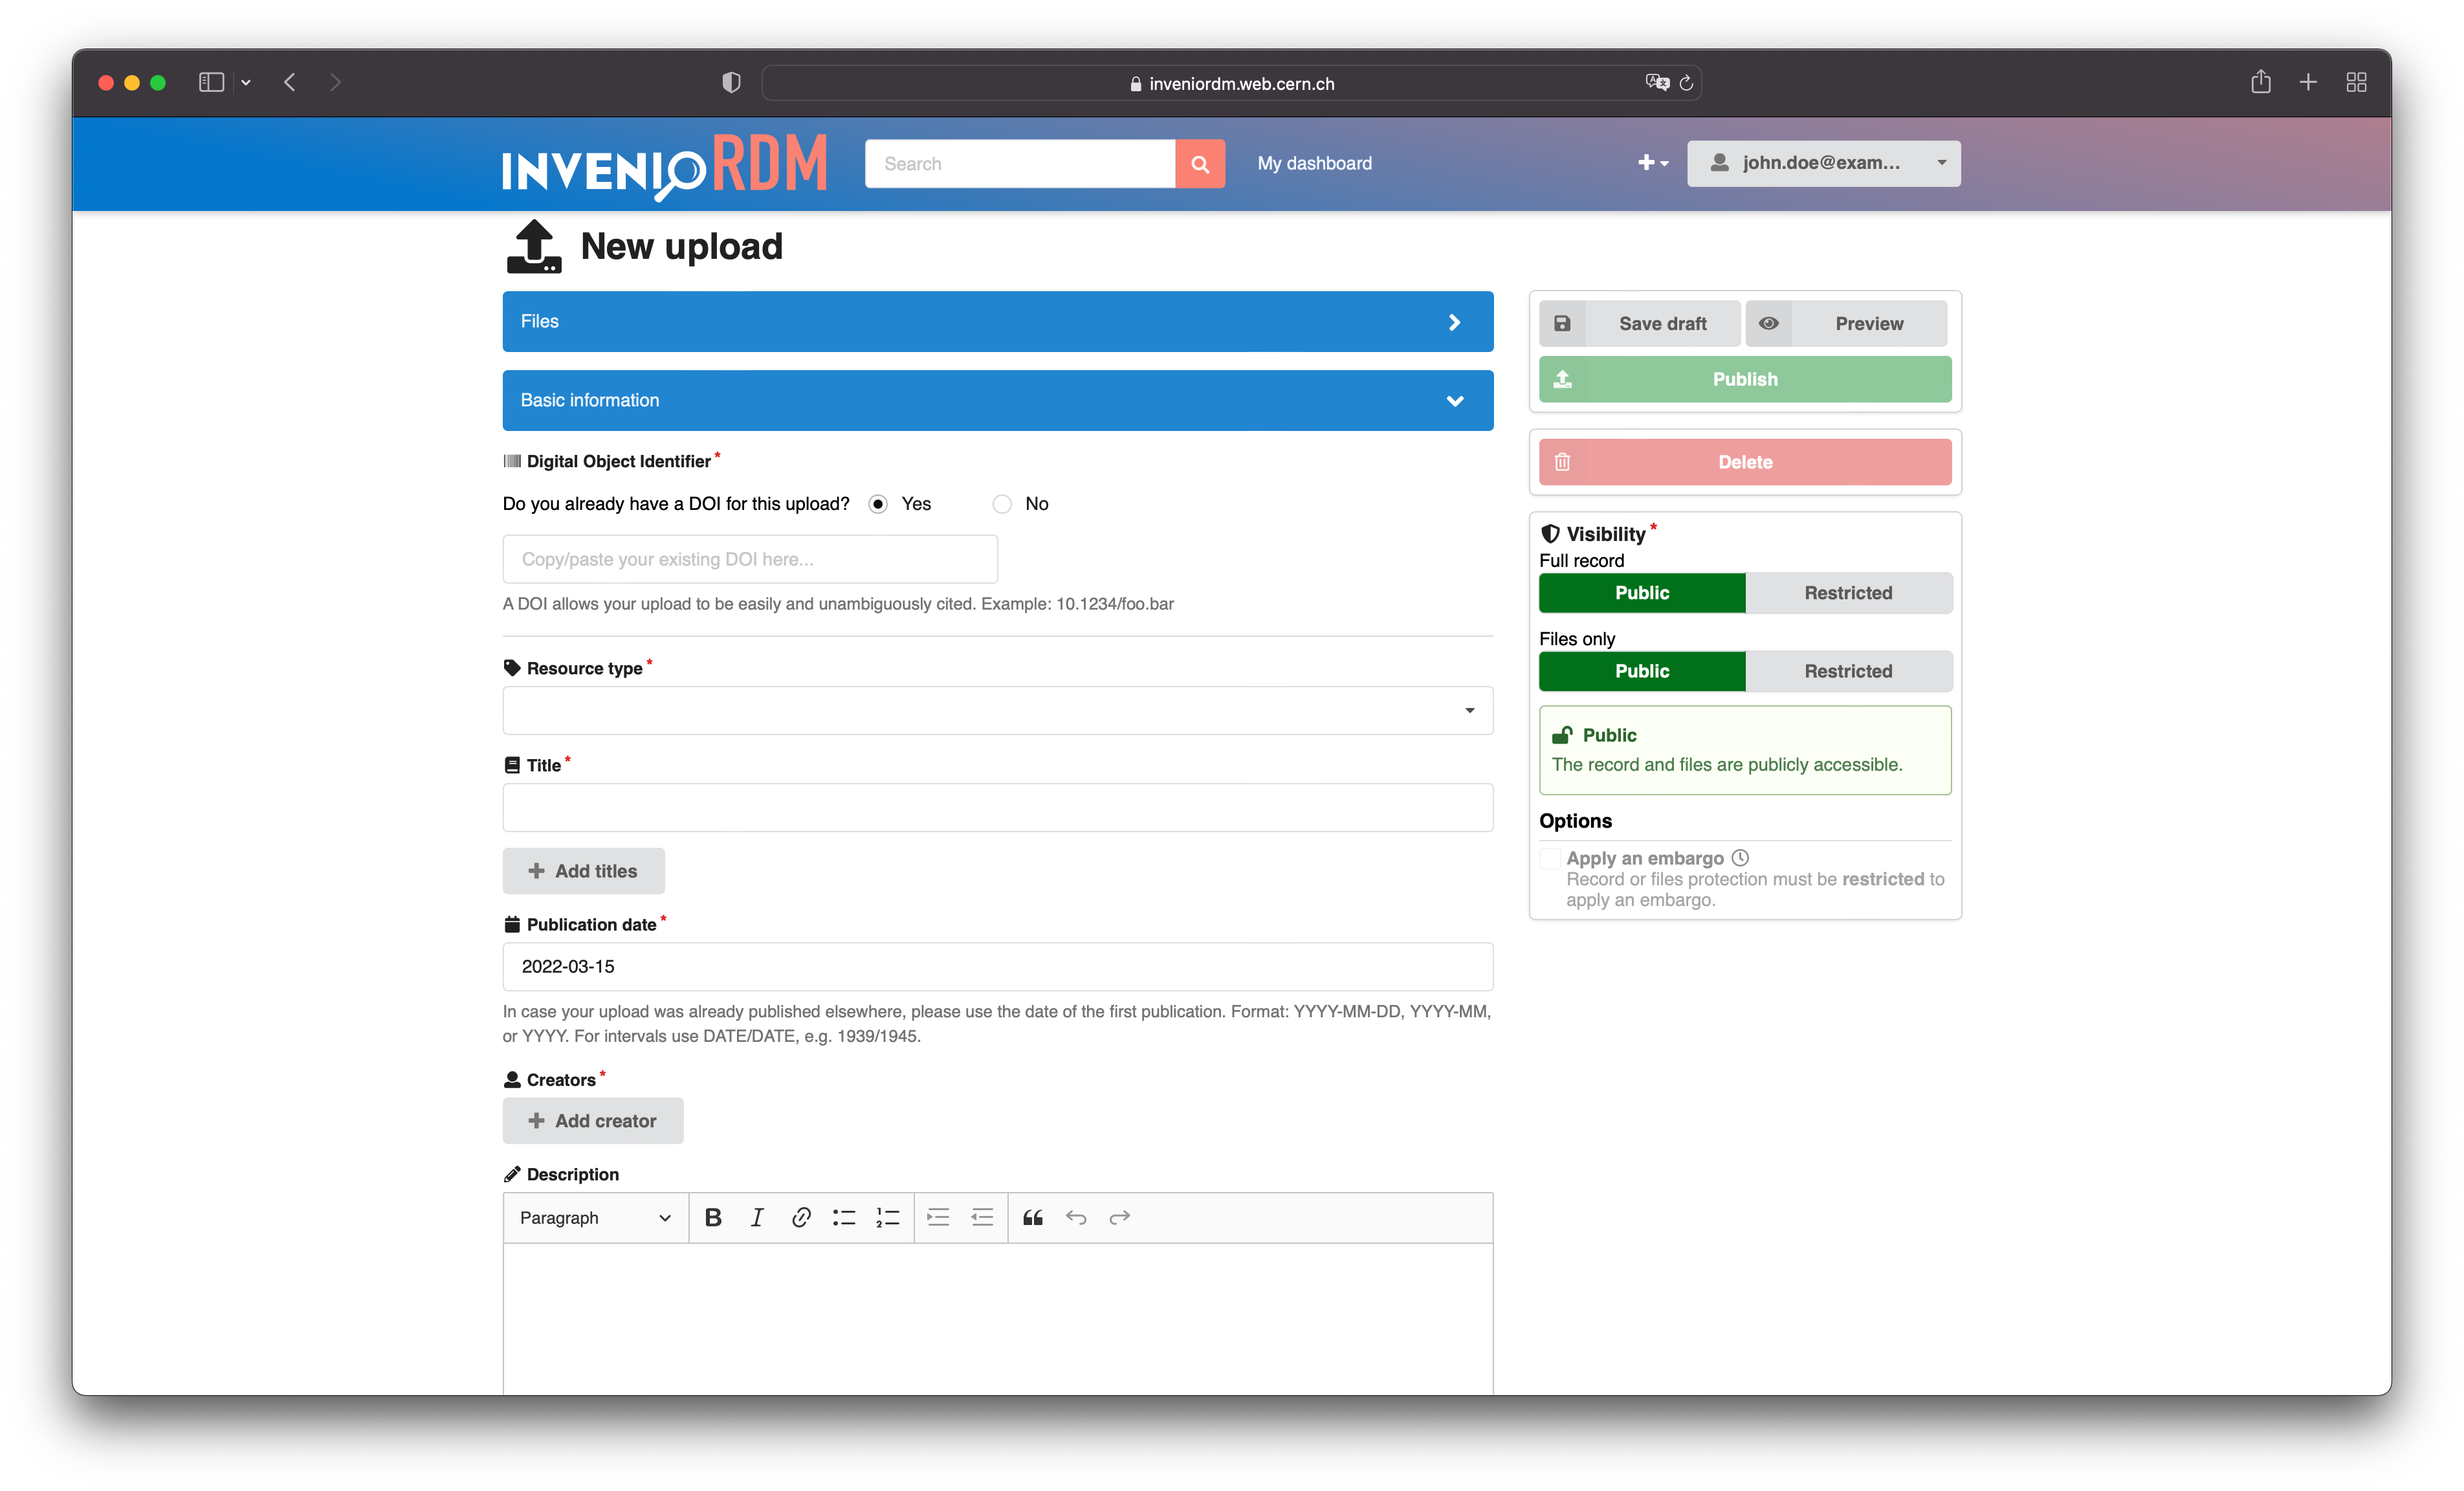 inveniordm.web.cern.ch
INVENIO RDM
Search
My dashboard
john.doe@exam...
New upload
Files
Basic information
Digital Object Identifier *
Do you already have a DOI for this upload? Yes No
Copy/paste your existing DOI here...
A DOI allows your upload to be easily and unambiguously cited. Example: 10.1234/foo.bar
Resource type *
Title *
Add titles
Publication date *
2022-03-15
In case your upload was already published elsewhere, please use the date of the first publication. Format: YYYY-MM-DD, YYYY-MM,
or YYYY. For intervals use DATE/DATE, e.g. 1939/1945.
Creators *
Add creator
Description
Paragraph
Save draft
Preview
Publish
Delete
Visibility *
Full record
Public Restricted
Files only
Public Restricted
Public
The record and files are publicly accessible.
Options
Apply an embargo
Record or files protection must be restricted to
apply an embargo.